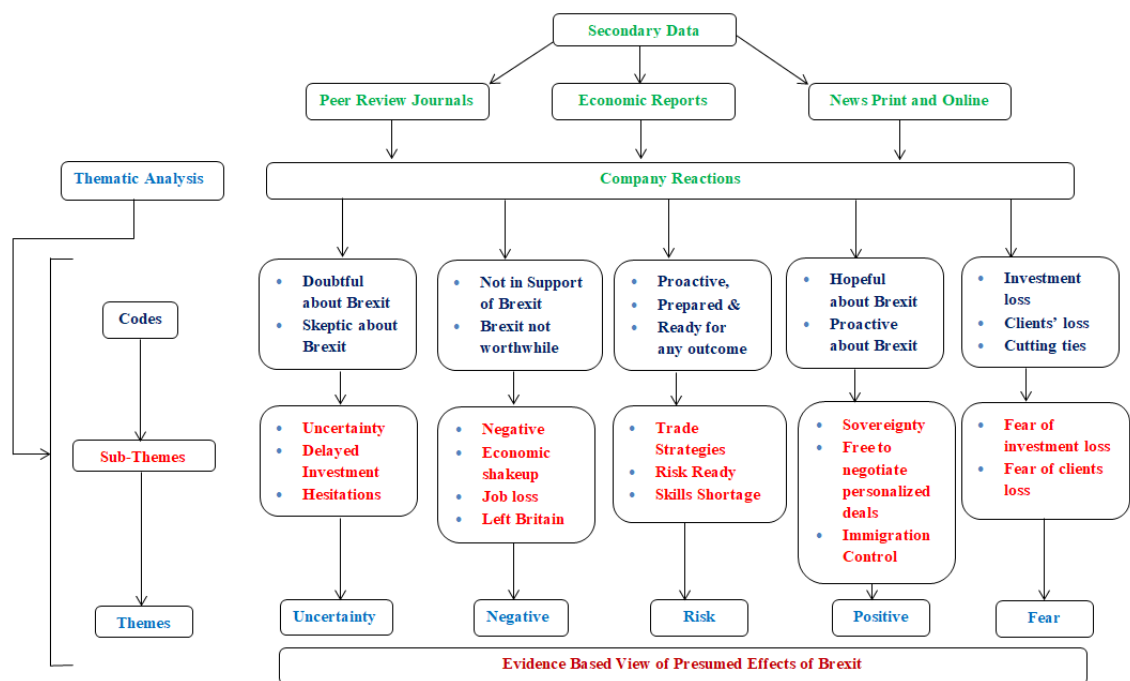 Secondary Data
Peer Review Journals
Economic Reports
News Print and Online
Thematic Analysis
Company Reactions
Codes
• Doubtful
about Brexit
• Skeptic about
Brexit
• Not in Support
of Brexit
• Brexit not
worthwhile
• Proactive,
• Prepared &
• Ready for
any outcome
• Hopeful
about Brexit
• Proactive
about Brexit
• Investment
loss
• Clients’ loss
• Cutting ties
Sub-Themes
• Uncertainty
• Delayed
Investment
• Hesitations
• Negative
• Economic
shakeup
• Job loss
• Left Britain
• Trade
Strategies
• Risk Ready
• Skills Shortage
• Sovereignty
• Free to
negotiate
personalized
deals
• Immigration
Control
• Fear of
investment loss
• Fear of clients
loss
Themes
Uncertainty
Negative
Risk
Positive
Fear
Evidence Based View of Presumed Effects of Brexit